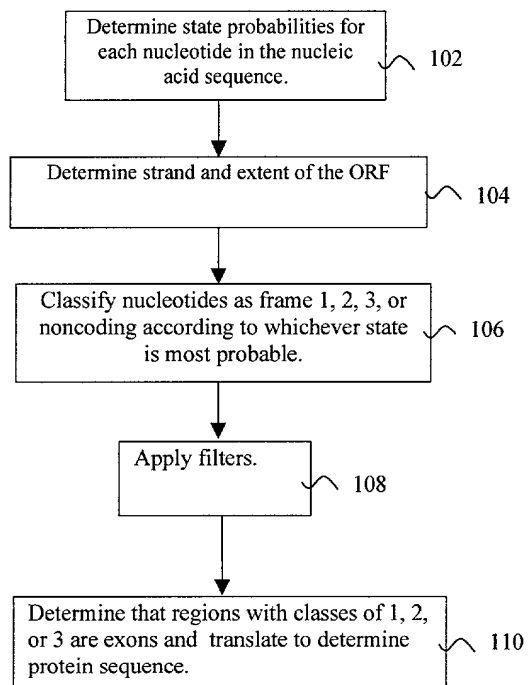 Determine state probabilities for
each nucleotide in the nucleic
acid sequence.
102
Determine strand and extent of the ORF
104
Classify nucleotides as frame 1, 2, 3, or
noncoding according to whichever state
is most probable.
106
Apply filters.
108
Determine that regions with classes of 1, 2,
or 3 are exons and translate to determine
protein sequence.
110